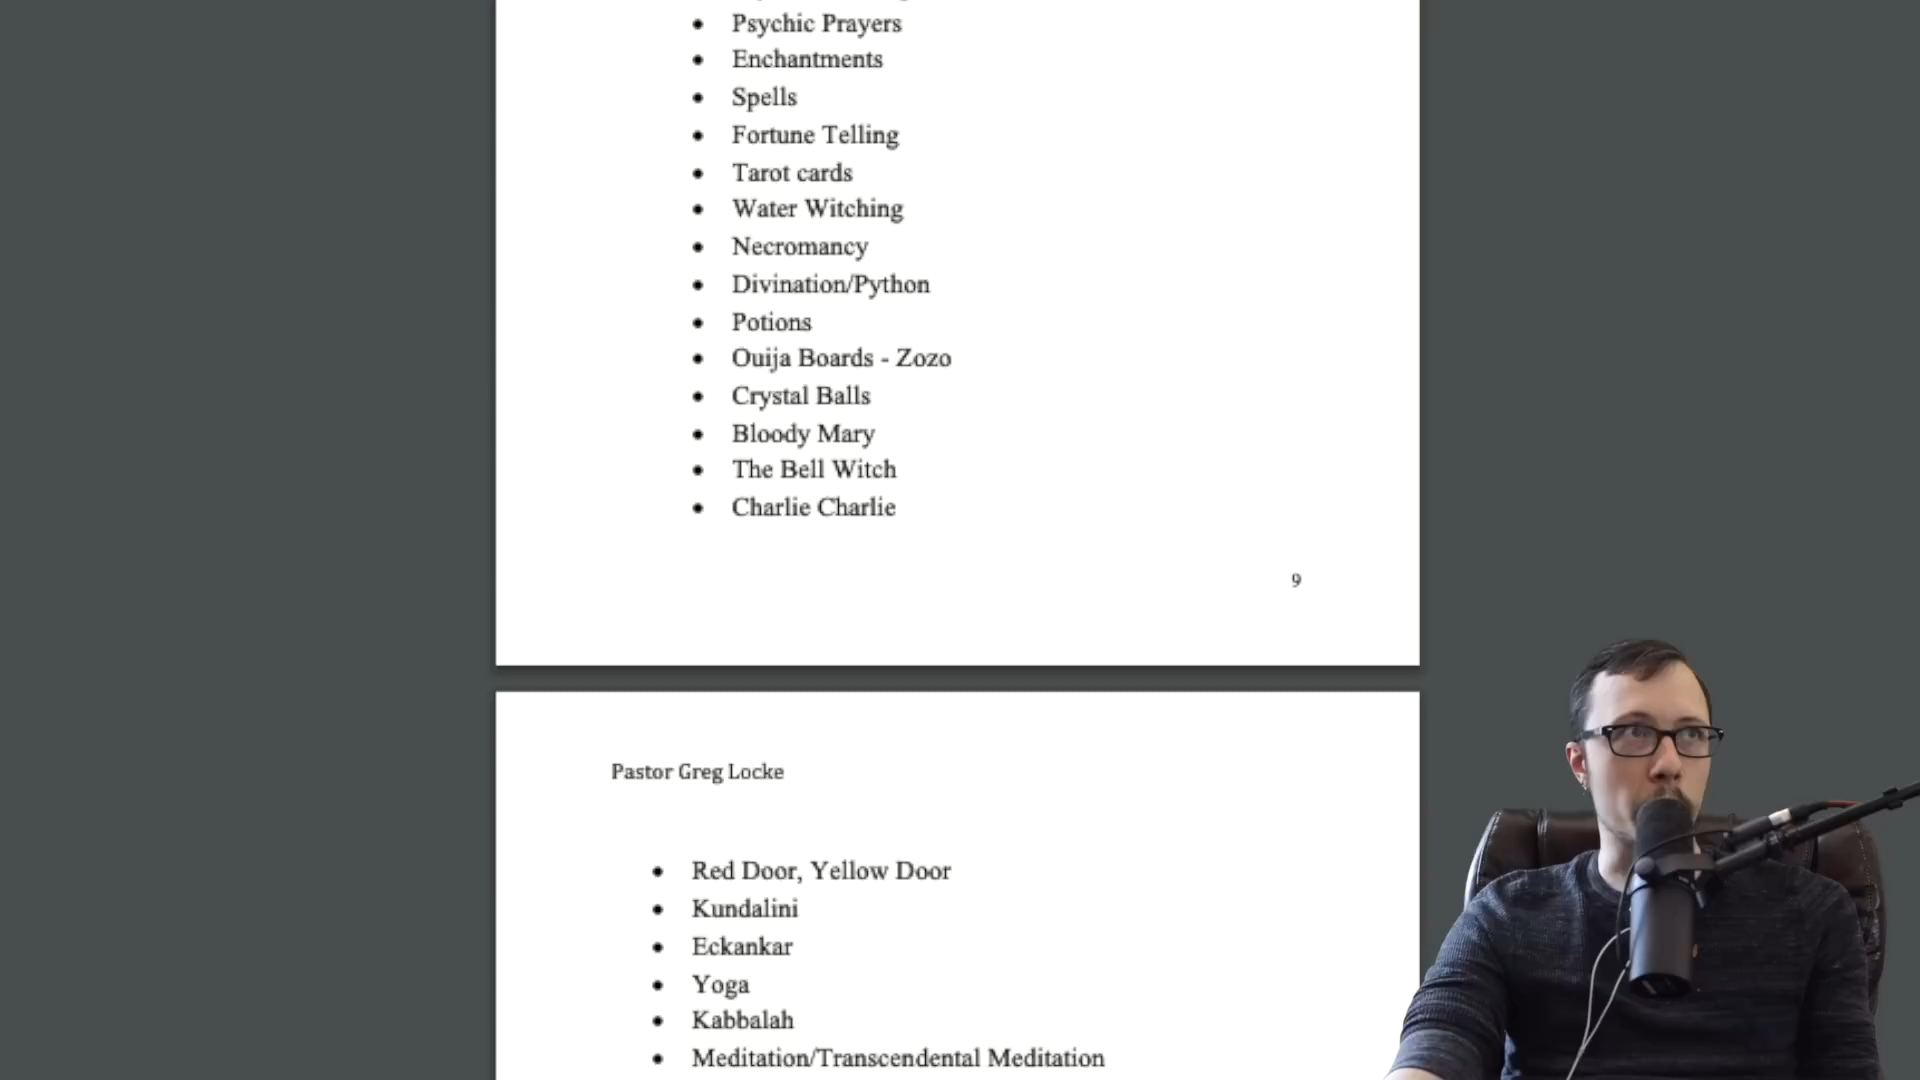 • Psychic Prayers
• Enchantments
• Spells
• Fortune Telling
• Tarot cards
• Water Witching
• Necromancy
• Divination/Python
• Potions
• Ouija Boards - Zozo
• Crystal Balls
• Bloody Mary
• The Bell Witch
• Charlie Charlie
9
Pastor Greg Locke
• Red Door, Yellow Door
• Kundalini
• Eckankar
• Yoga
• Kabbalah
• Meditation/Transcendental Meditation